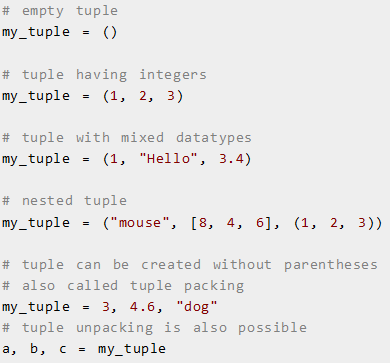 # empty tuple
my_tuple = ()
# tuple having integers
my_tuple = (1, 2, 3)
# tuple with mixed datatypes
my_tuple = (1, "Hello", 3.4)
# nested tuple
my_tuple = ("mouse", [8, 4, 6], (1, 2, 3))
# tuple can be created without parentheses
# also called tuple packing
my_tuple = 3, 4.6, "dog"
# tuple unpacking is also possible
a, b, c = my_tuple